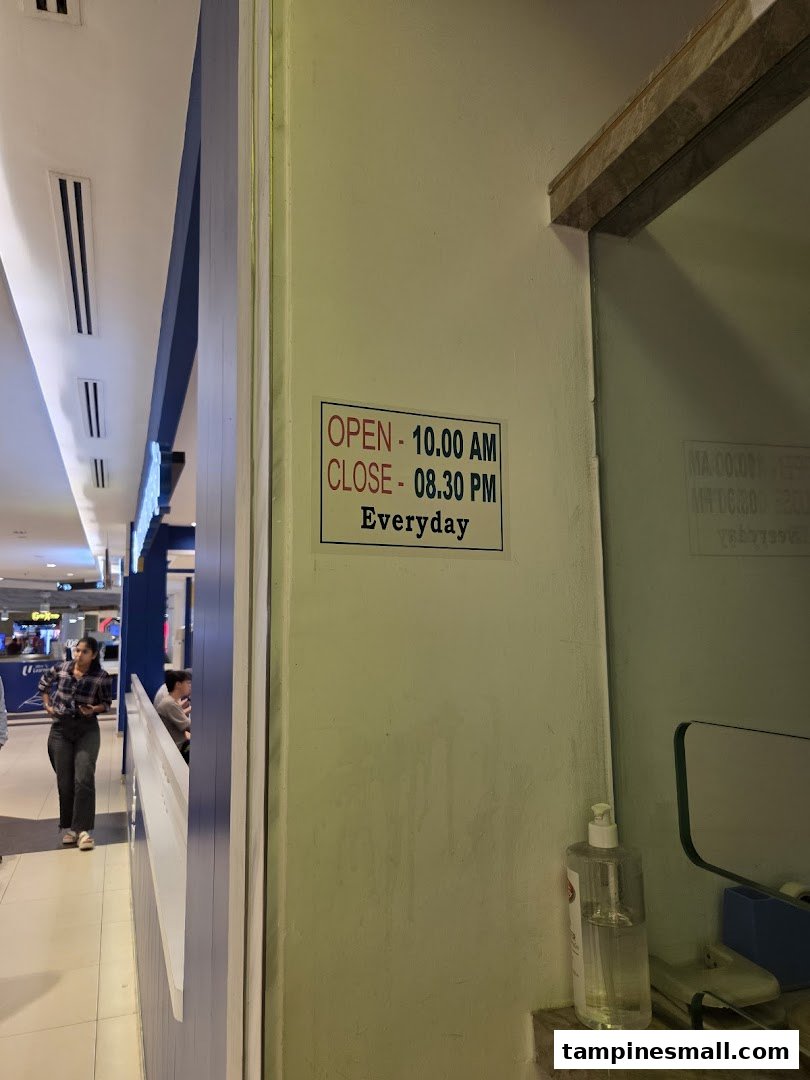 OPEN - 10.00 AM
CLOSE - 08.30 PM
Everyday
tampinesmall.com